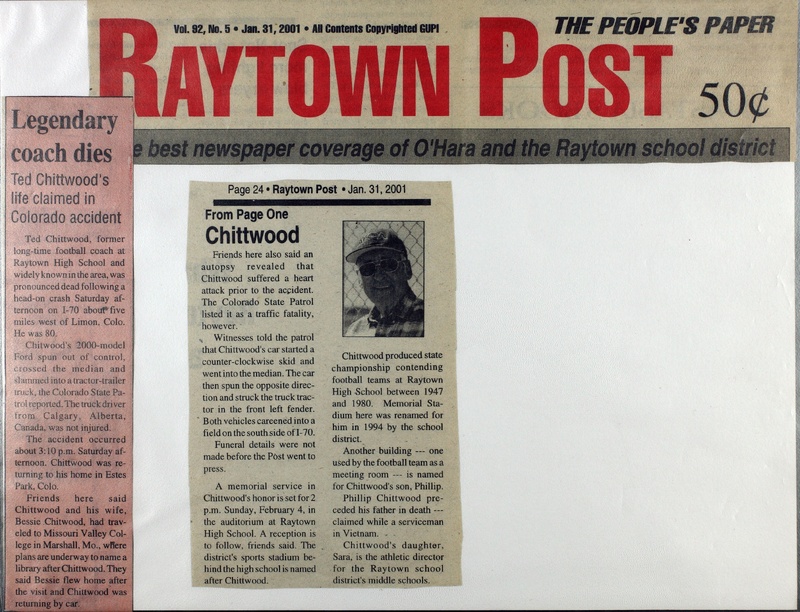 Vol. 92, No. 5 • Jan. 31, 2001 • All Contents Copyrighted GUPI
THE PEOPLE'S PAPER
RAYTOWN POST
50¢
e best newspaper coverage of O'Hara and the Raytown school district
Legendary
coach dies
Ted Chittwood's
life claimed in
Colorado accident
Ted Chittwood, former
long-time football coach at
Raytown High School and
widely known in the area, was
pronounced dead following a
head-on crash Saturday af-
ternoon on I-70 about five
miles west of Limon, Colo.
He was 80.
Chitwood's 2000-model
Ford spun out of control,
crossed the median and
slammed into a tractor-trailer
truck, the Colorado State Pa-
trol reported. The truck driver
from Calgary, Alberta,
Canada, was not injured.
The accident occurred
about 3:10 p.m. Saturday af-
ternoon. Chittwood was re-
turning to his home in Estes
Park, Colo.
Friends here said
Chittwood and his wife,
Bessie Chitwood, had trav-
eled to Missouri Valley Col-
lege in Marshall, Mo., where
plans are underway to name a
library after Chittwood. They
said Bessie flew home after
the visit and Chittwood was
returning by car.
Page 24 • Raytown Post • Jan. 31, 2001
From Page One
Chittwood
Friends here also said an
autopsy revealed that
Chittwood suffered a heart
attack prior to the accident.
The Colorado State Patrol
listed it as a traffic fatality,
however.
Witnesses told the patrol
that Chittwood's car started a
counter-clockwise skid and
went into the median. The car
then spun the opposite direc-
tion and struck the truck trac-
tor in the front left fender.
Both vehicles careened into a
field on the south side of I-70.
Funeral details were not
made before the Post went to
press.
A memorial service in
Chittwood's honor is set for 2
p.m. Sunday, February 4, in
the auditorium at Raytown
High School. A reception is
to follow, friends said. The
district's sports stadium be-
hind the high school is named
after Chittwood.
Chittwood produced state
championship contending
football teams at Raytown
High School between 1947
and 1980. Memorial Sta-
dium here was renamed for
him in 1994 by the school
district.
Another building --- one
used by the football team as a
meeting room --- is named
for Chittwood's son, Phillip.
Phillip Chittwood pre-
ceded his father in death ---
claimed while a serviceman
in Vietnam.
Chittwood's daughter,
Sara, is the athletic director
for the Raytown school
district's middle schools.